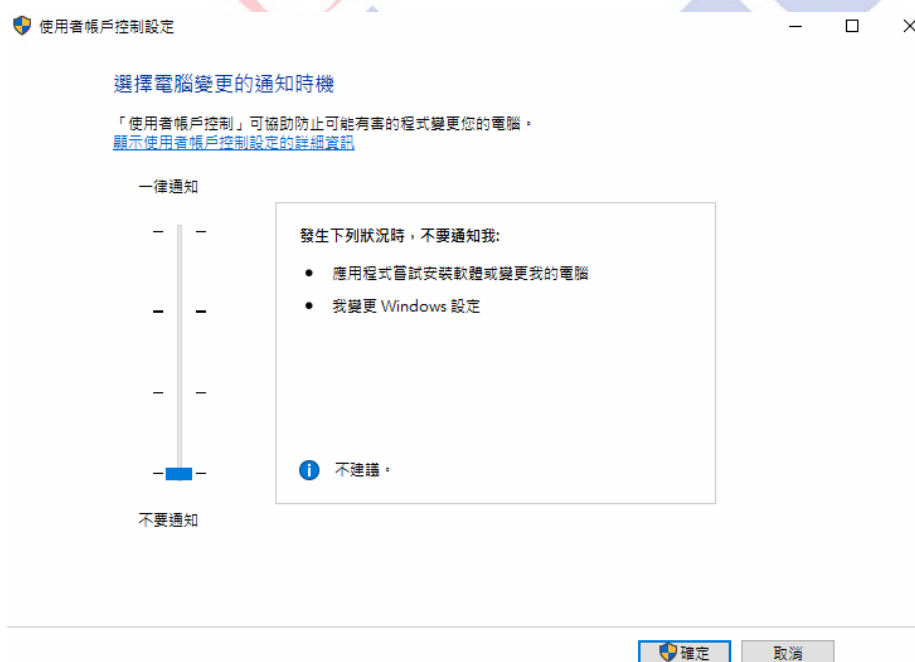 使用者帳戶控制設定
選擇電腦變更的通知時機
「使用者帳戶控制」可協助防止可能有害的程式變更您的電腦。
顯示使用者帳戶控制設定的詳細資訊
一律通知
發生下列狀況時，不要通知我:
• 應用程式嘗試安裝軟體或變更我的電腦
• 我變更 Windows 設定
不建議。
不要通知
確定
取消